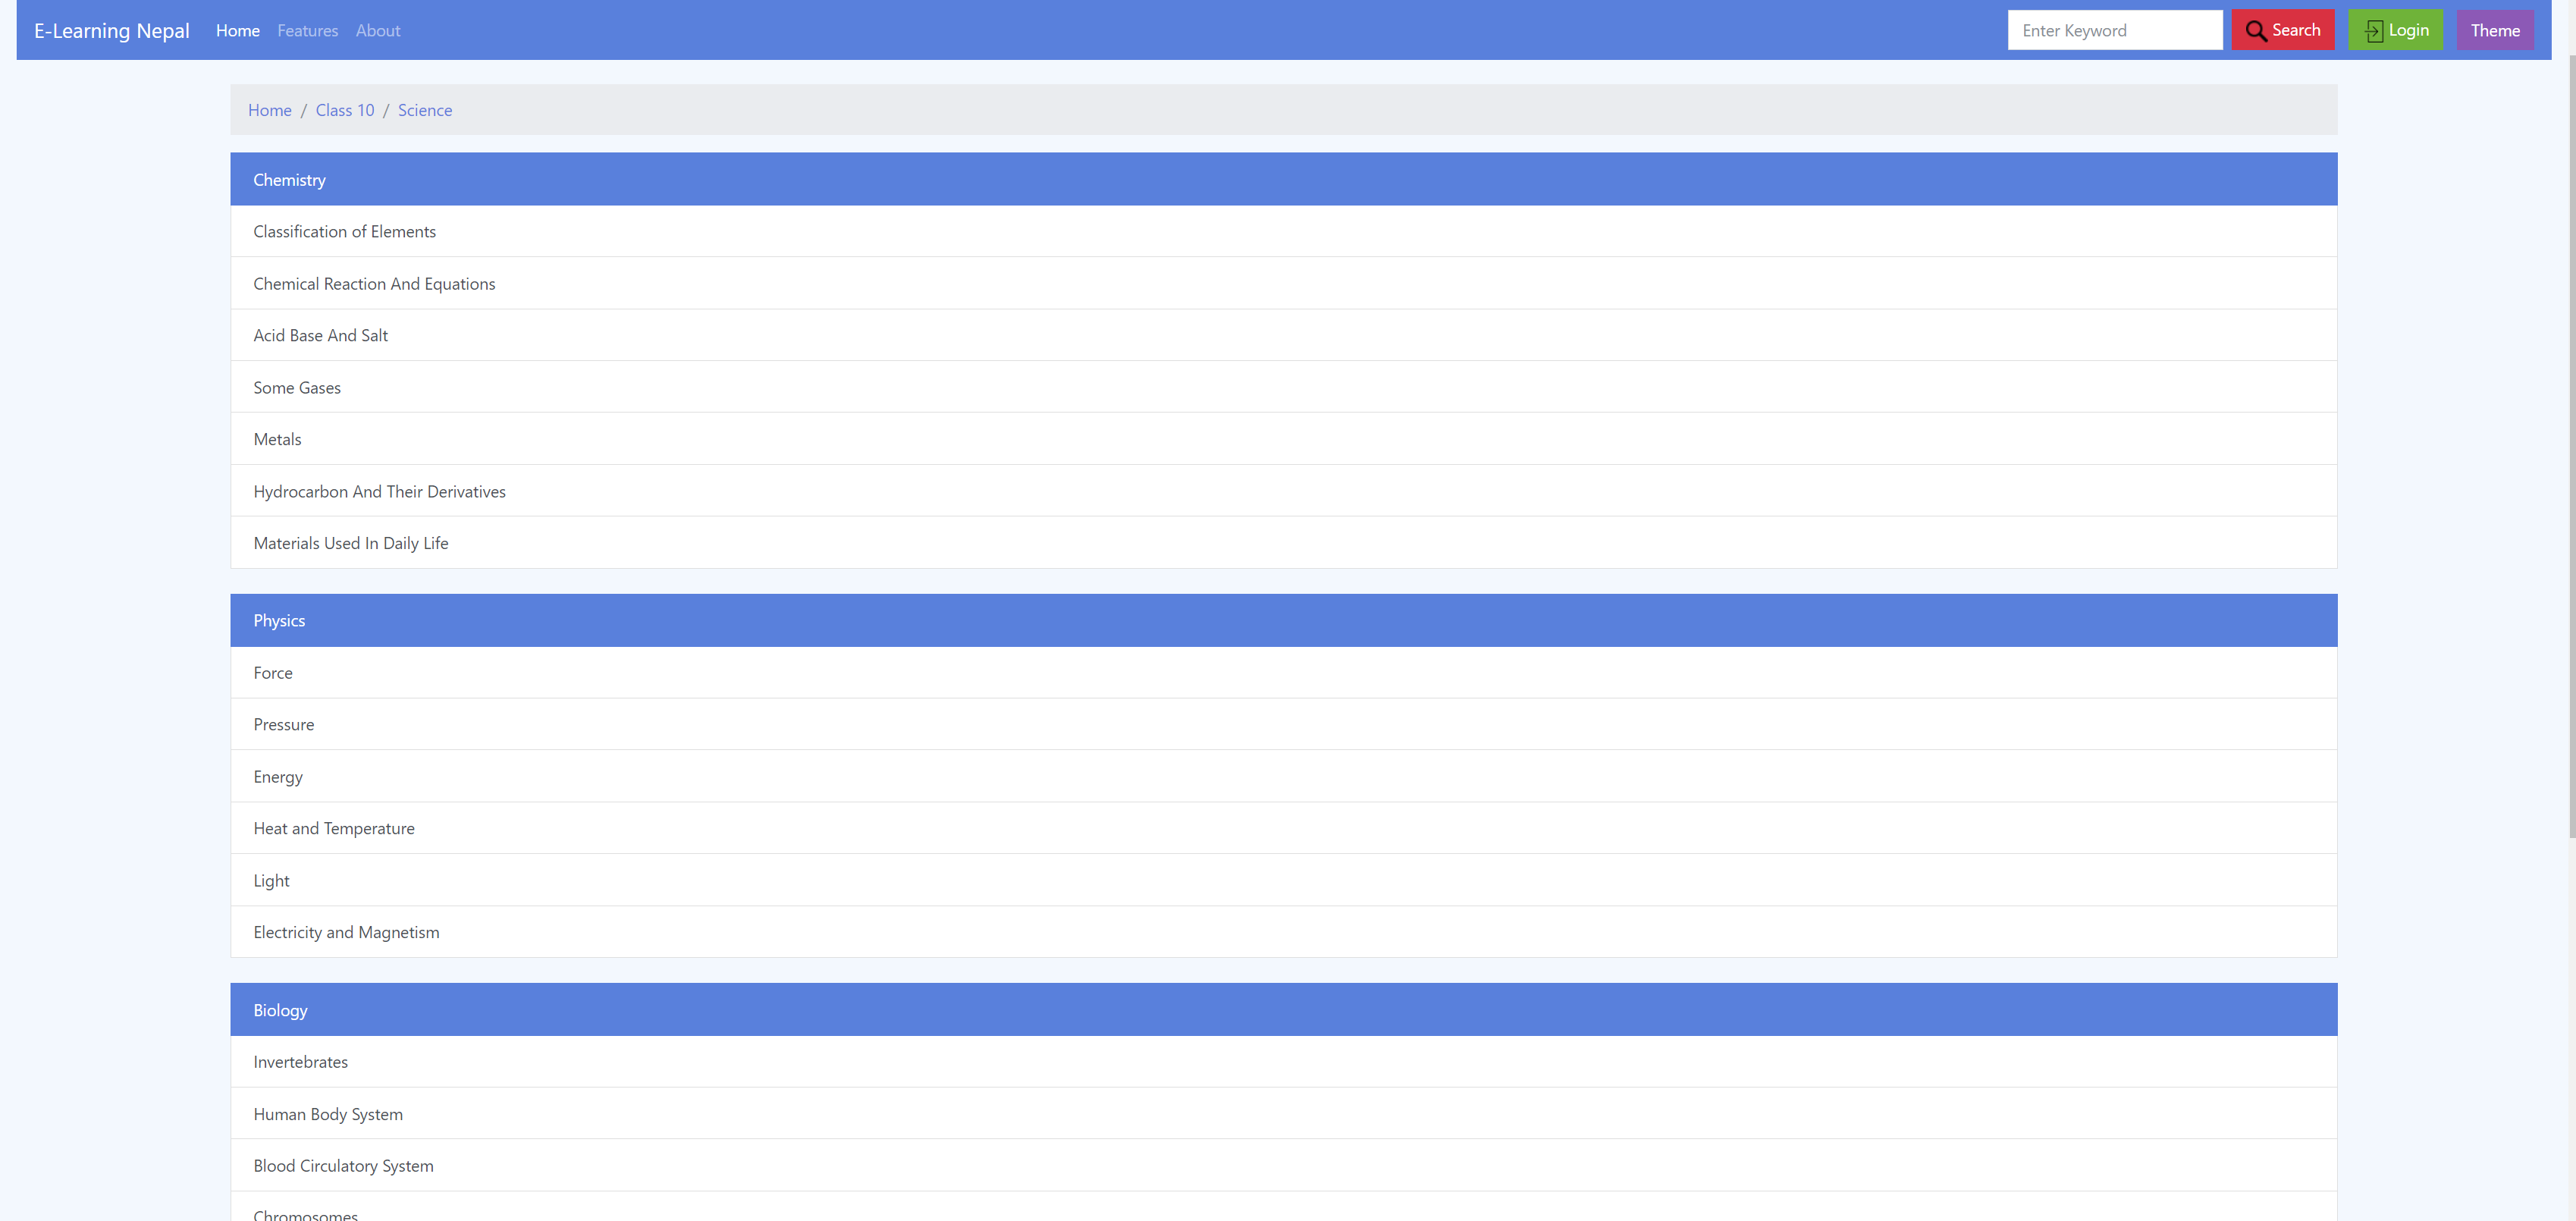 E-Learning Nepal Home Features About Enter Keyword Search Login Theme
Home / Class 10 / Science
Chemistry
Classification of Elements
Chemical Reaction And Equations
Acid Base And Salt
Some Gases
Metals
Hydrocarbon And Their Derivatives
Materials Used In Daily Life
Physics
Force
Pressure
Energy
Heat and Temperature
Light
Electricity and Magnetism
Biology
Invertebrates
Human Body System
Blood Circulatory System
Chromosomes